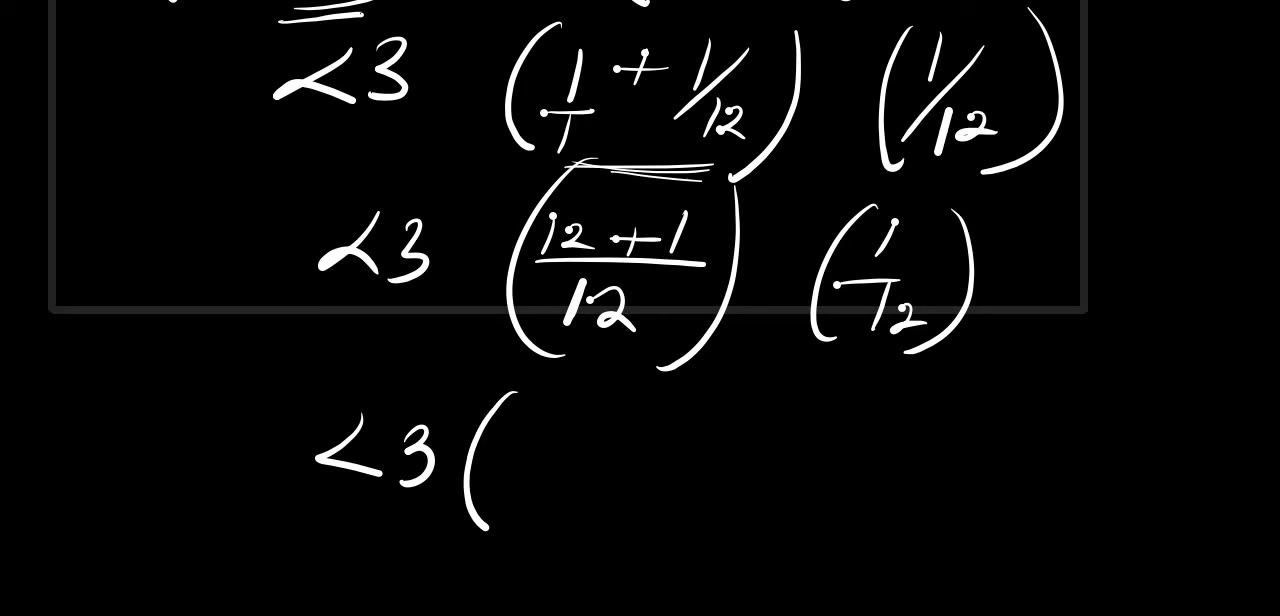 <3 (1/1 + 1/12) (1/12)
<3 (12+1/12) (1/12)
<3 (